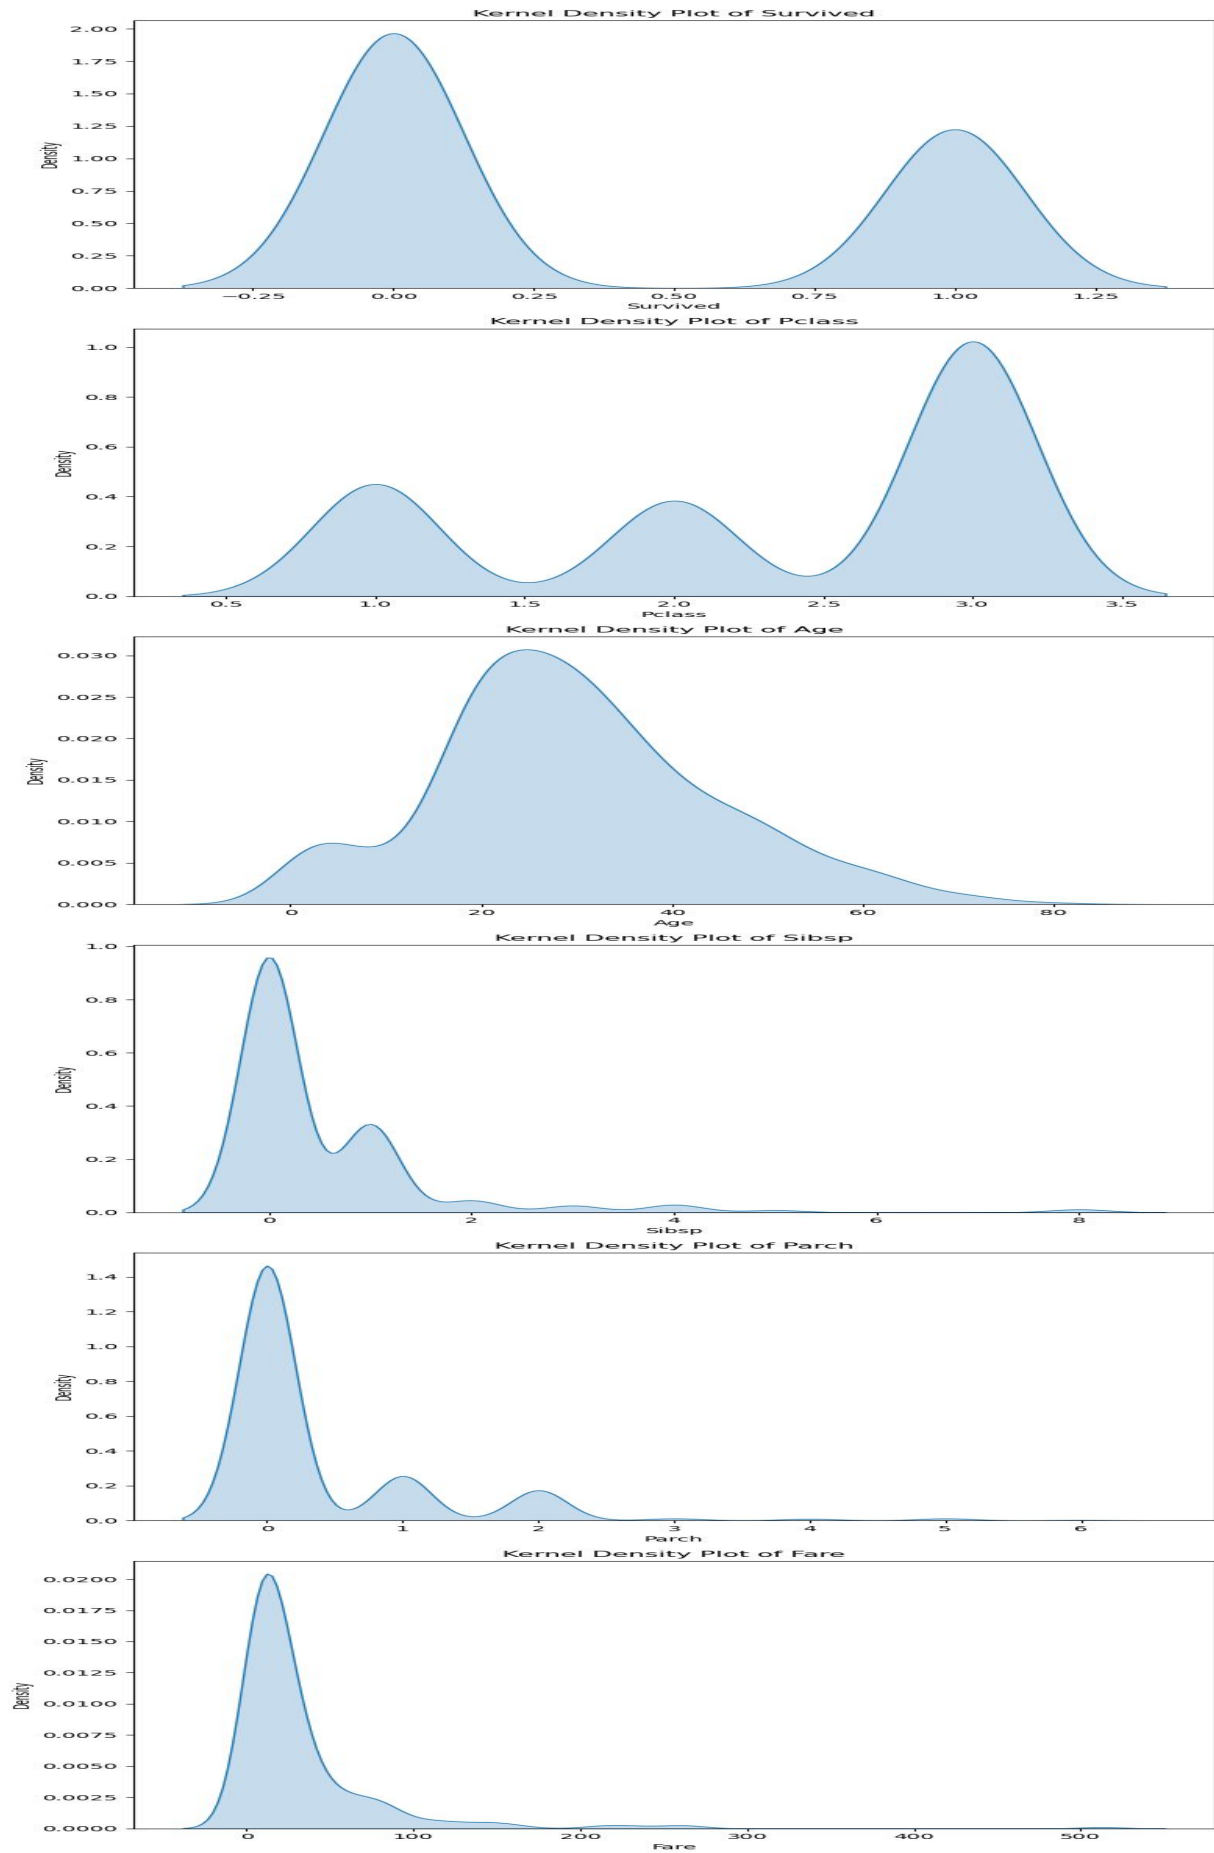 Kernel Density Plot of Survived
2.00
1.75
1.50
1.25
1.00
0.75
0.50
0.25
0.00
Density
−0.25 0.00 0.25 0.50 0.75 1.00 1.25
Survived
Kernel Density Plot of Pclass
1.0
0.8
0.6
0.4
0.2
0.0
Density
0.5 1.0 1.5 2.0 2.5 3.0 3.5
Pclass
Kernel Density Plot of Age
0.030
0.025
0.020
0.015
0.010
0.005
0.000
Density
0 20 40 60 80
Age
Kernel Density Plot of Sibsp
1.0
0.8
0.6
0.4
0.2
0.0
Density
0 2 4 6 8
Sibsp
Kernel Density Plot of Parch
1.4
1.2
1.0
0.8
0.6
0.4
0.2
0.0
Density
0 1 2 3 4 5 6
Parch
Kernel Density Plot of Fare
0.0200
0.0175
0.0150
0.0125
0.0100
0.0075
0.0050
0.0025
0.0000
Density
0 100 200 300 400 500
Fare